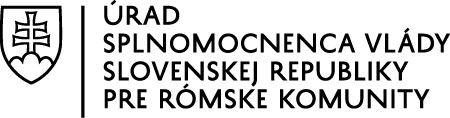 ÚRAD
SPLNOMOCNENCA VLÁDY
SLOVENSKEJ REPUBLIKY
PRE RÓMSKE KOMUNITY